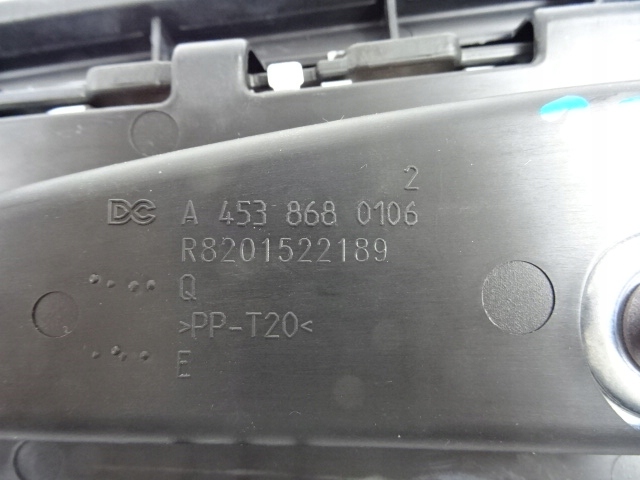 2
DC A 453 868 0106
R8201522189
Q
>PP-T20<
E